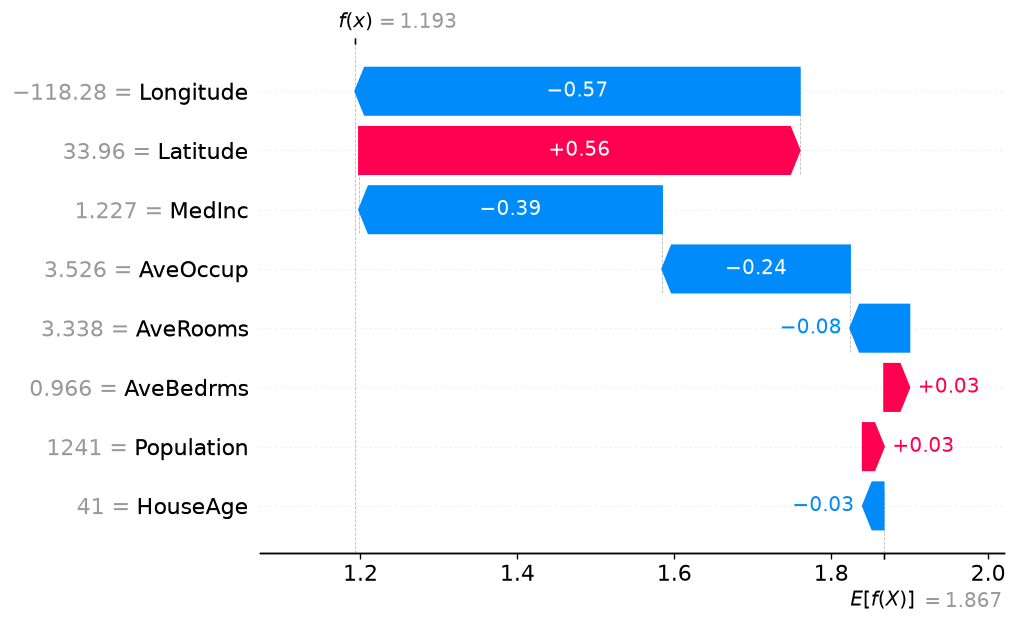 f(x) = 1.193
−118.28 = Longitude
−0.57
33.96 = Latitude
+0.56
1.227 = MedInc
−0.39
3.526 = AveOccup
−0.24
3.338 = AveRooms
−0.08
0.966 = AveBedrms
+0.03
1241 = Population
+0.03
41 = HouseAge
−0.03
1.2 1.4 1.6 1.8 2.0
E[f(X)] = 1.867